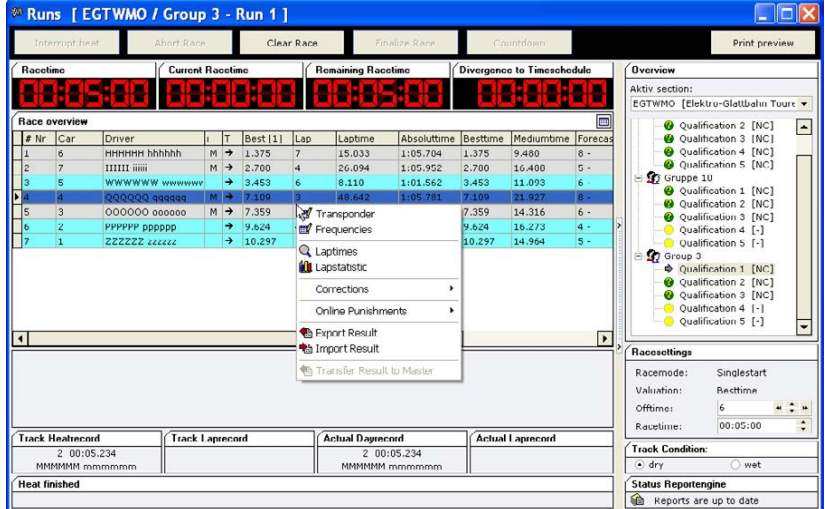 Runs [ EGTWMO / Group 3 - Run 1 ]
Interrupt heat Abort Race Clear Race Finalize Race Countdown Print preview
Racetime Current Racetime Remaining Racetime Divergence to Timeschedule Overview
00:05:00 00:00:00 00:05:00 00:00:00
Aktiv section:
EGTWMO [Elektro-Glattbahn Toure
Race overview
# Nr Car Driver T Best [1] Lap Laptime Absoluttime Besttime Mediumtime Forecas
1 6 HHHHHH hhhhhh M → 1.375 7 15.033 1:05.704 1.375 9.480 8 -
2 7 IIIIII iiiiii M → 2.700 4 26.094 1:05.952 2.700 16.400 5 -
3 5 WWWWWW wwwwww → 3.453 6 8.110 1:01.562 3.453 11.093 6 -
4 4 QQQQQQ qqqqqq M → 7.109 3 48.642 1:05.781 7.109 21.927 8 -
5 3 OOOOOO oooooo M → 7.359 7.359 14.316 6 -
6 2 PPPPPP pppppp → 9.624 9.624 16.273 4 -
7 1 ZZZZZZ zzzzzz → 10.297 10.297 14.964 5 -
Transponder
Frequencies
Laptimes
Lapstatistic
Corrections
Online Punishments
Export Result
Import Result
Transfer Result to Master
Qualification 2 [NC]
Qualification 3 [NC]
Qualification 4 [NC]
Qualification 5 [NC]
Gruppe 10
Qualification 1 [NC]
Qualification 2 [NC]
Qualification 3 [NC]
Qualification 4 [-]
Qualification 5 [-]
Group 3
Qualification 1 [NC]
Qualification 2 [NC]
Qualification 3 [NC]
Qualification 4 [-]
Qualification 5 [-]
Racesettings
Racemode: Singlestart
Valuation: Besttime
Offtime: 6
Racetime: 00:05:00
Track Heatrecord Track Laprecord Actual Dayrecord Actual Laprecord
2 00:05.234 2 00:05.234
MMMMMM mmmmmm MMMMMM mmmmmm
Track Condition:
dry wet
Heat finished
Status Reportengine
Reports are up to date